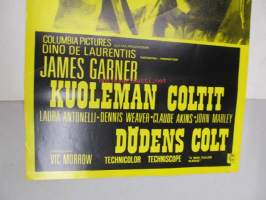 COLUMBIA PICTURES
DINO DE LAURENTIIS
JAMES GARNER
KUOLEMAN COLTIT
LAURA ANTONELLI - DENNIS WEAVER - CLAUDE AKINS - JOHN MARLEY
DÖDENS COLT
VIC MORROW TECHNICOLOR TECHNISCOPE